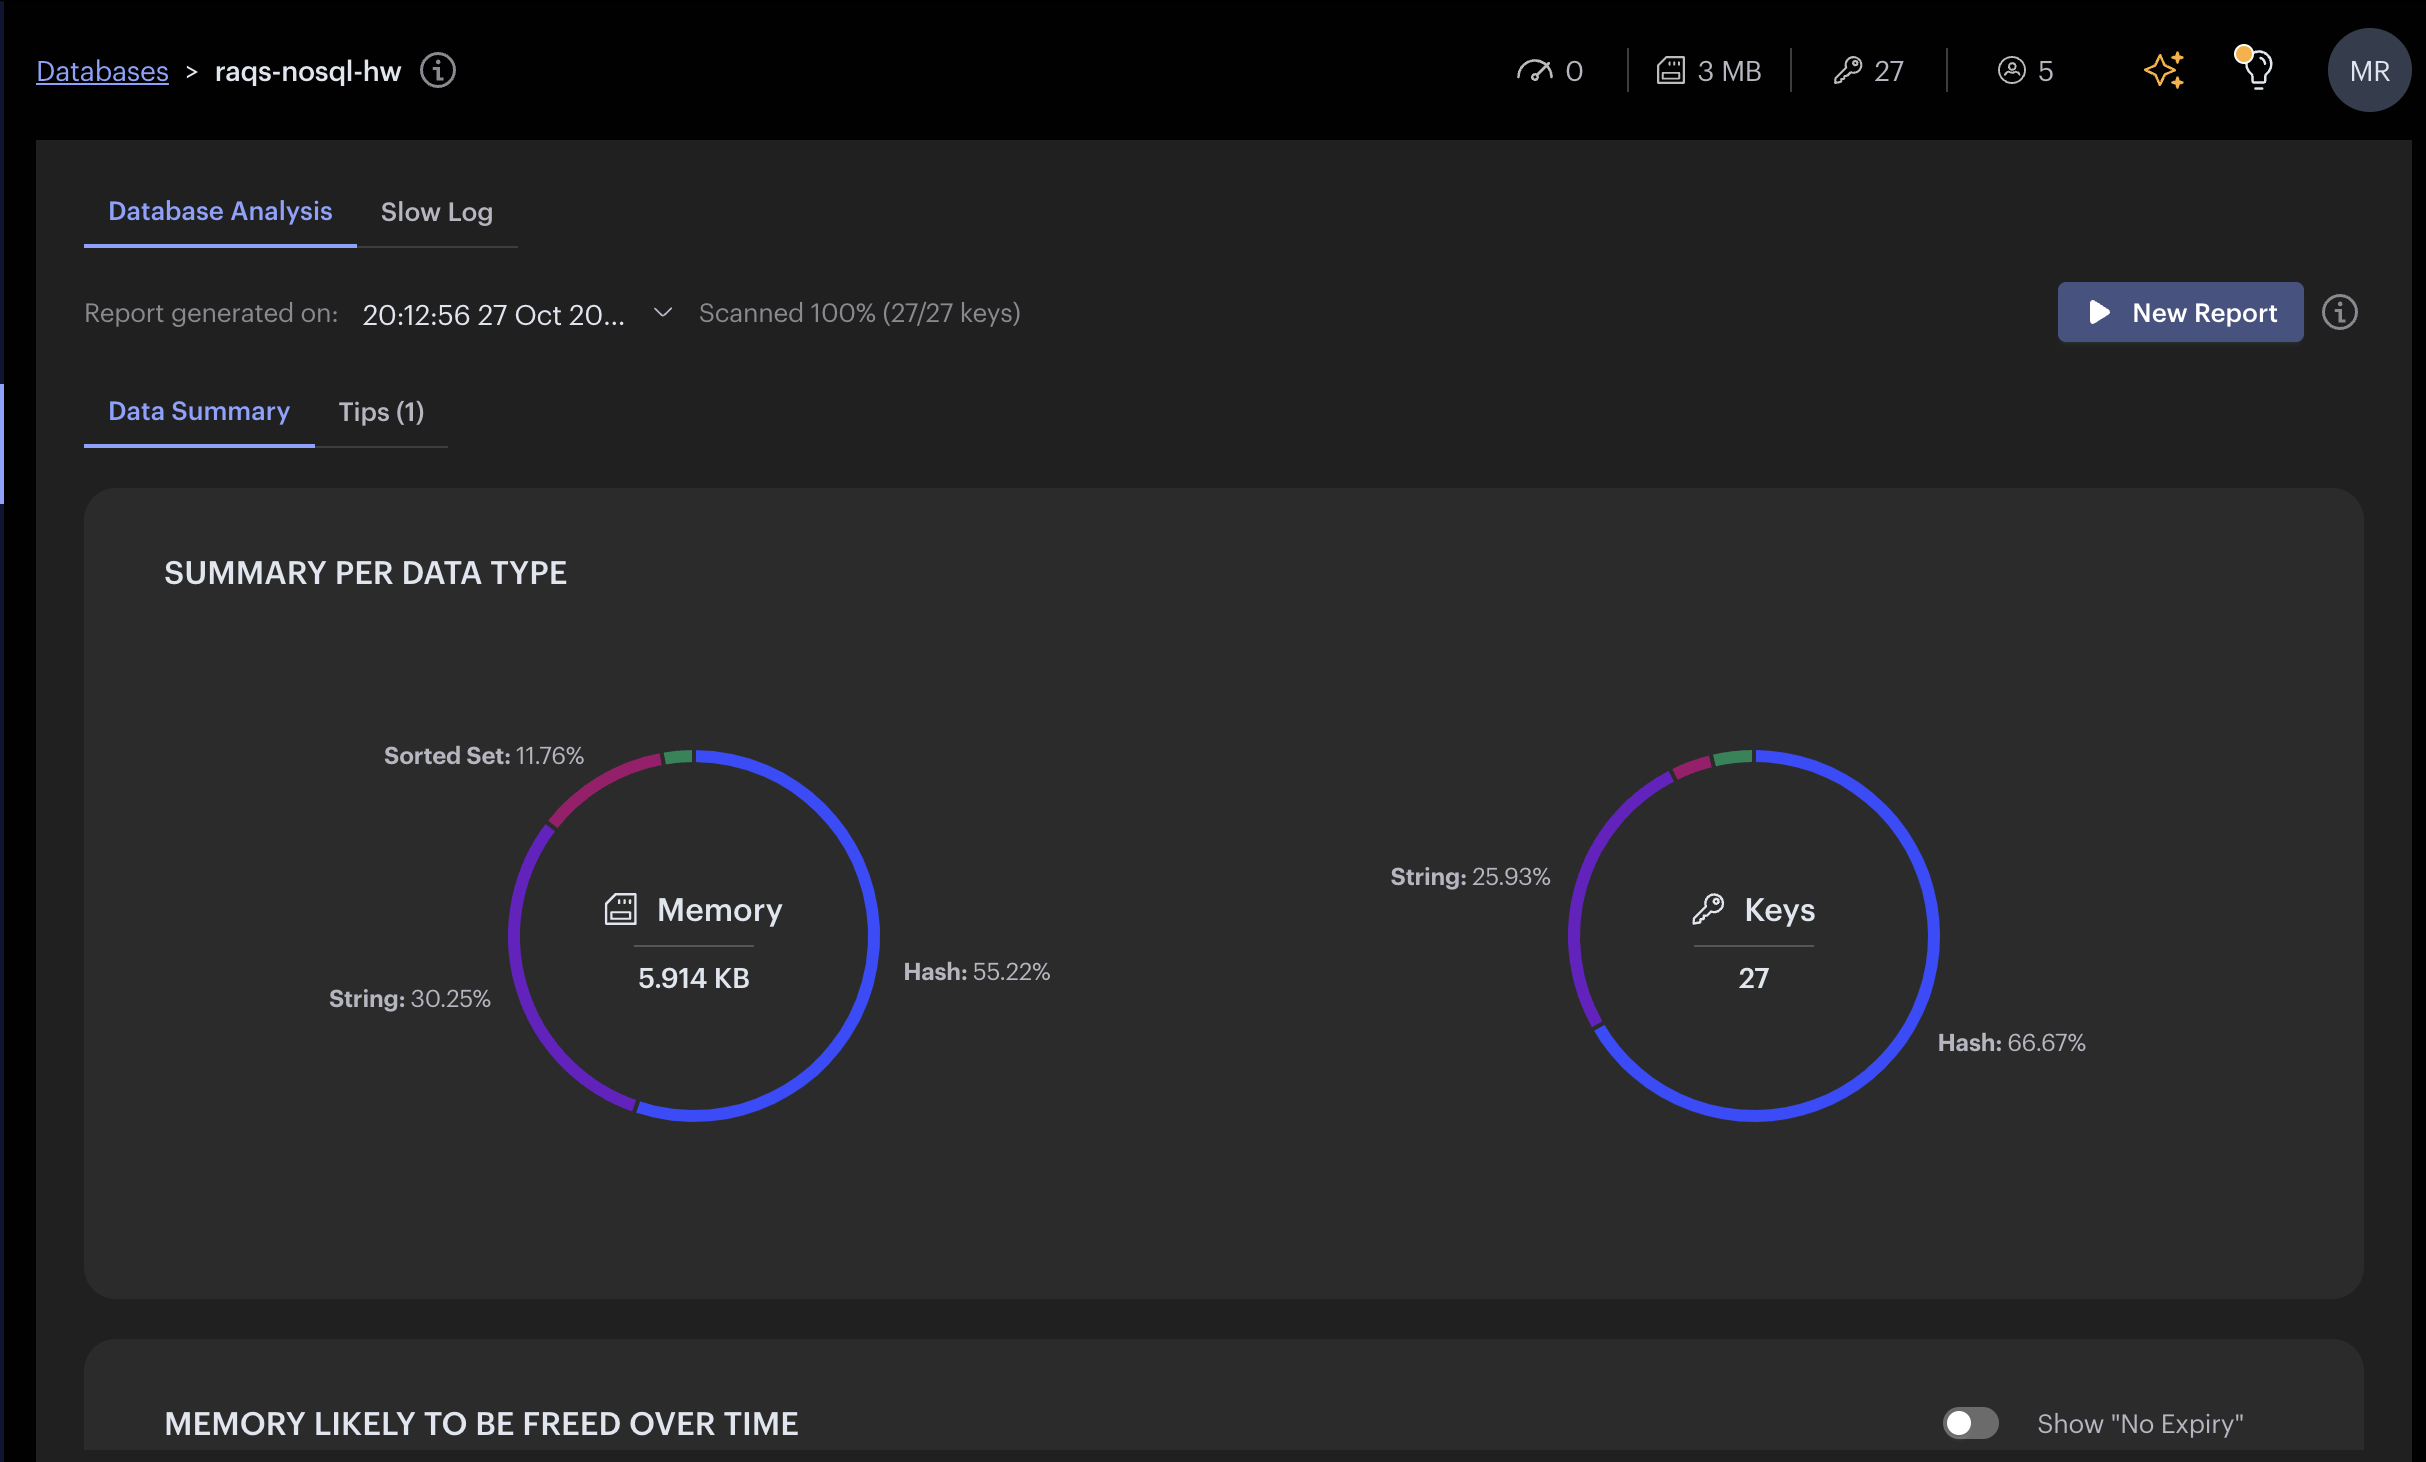 Databases > raqs-nosql-hw 0 3 MB 27 5 MR
Database Analysis Slow Log
Report generated on: 20:12:56 27 Oct 20... Scanned 100% (27/27 keys) New Report
Data Summary Tips (1)
SUMMARY PER DATA TYPE
Sorted Set: 11.76%
String: 30.25%
Memory
5.914 KB
Hash: 55.22%
String: 25.93%
Keys
27
Hash: 66.67%
MEMORY LIKELY TO BE FREED OVER TIME Show "No Expiry"